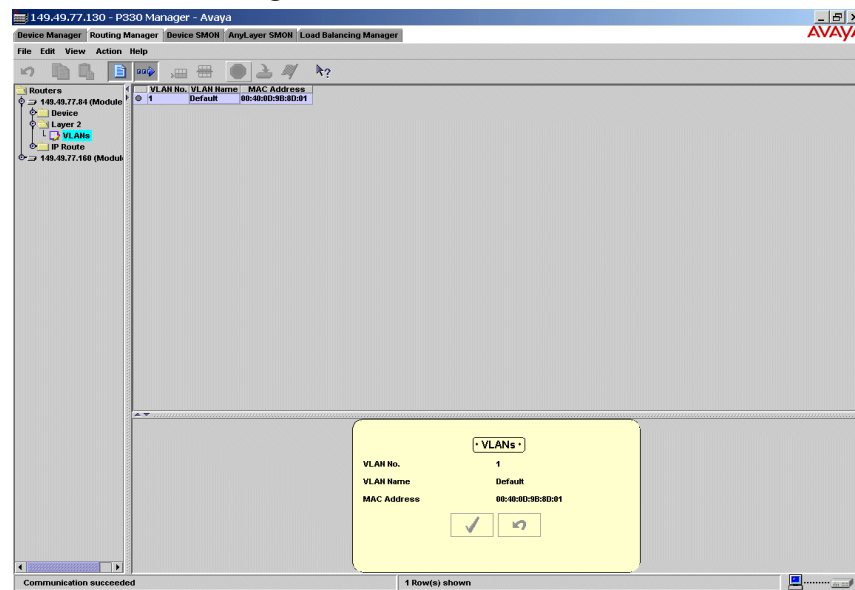 149.49.77.130 - P330 Manager - Avaya
Device Manager Routing Manager Device SMON AnyLayer SMON Load Balancing Manager
AVAYA
File Edit View Action Help
Routers
149.49.77.84 (Module
Device
Layer 2
VLANs
IP Route
149.49.77.160 (Modul
VLAN No. VLAN Name MAC Address
1 Default 00:40:0D:9B:8D:01
· VLANs ·
VLAN No. 1
VLAN Name Default
MAC Address 00:40:0D:9B:8D:01
Communication succeeded
1 Row(s) shown